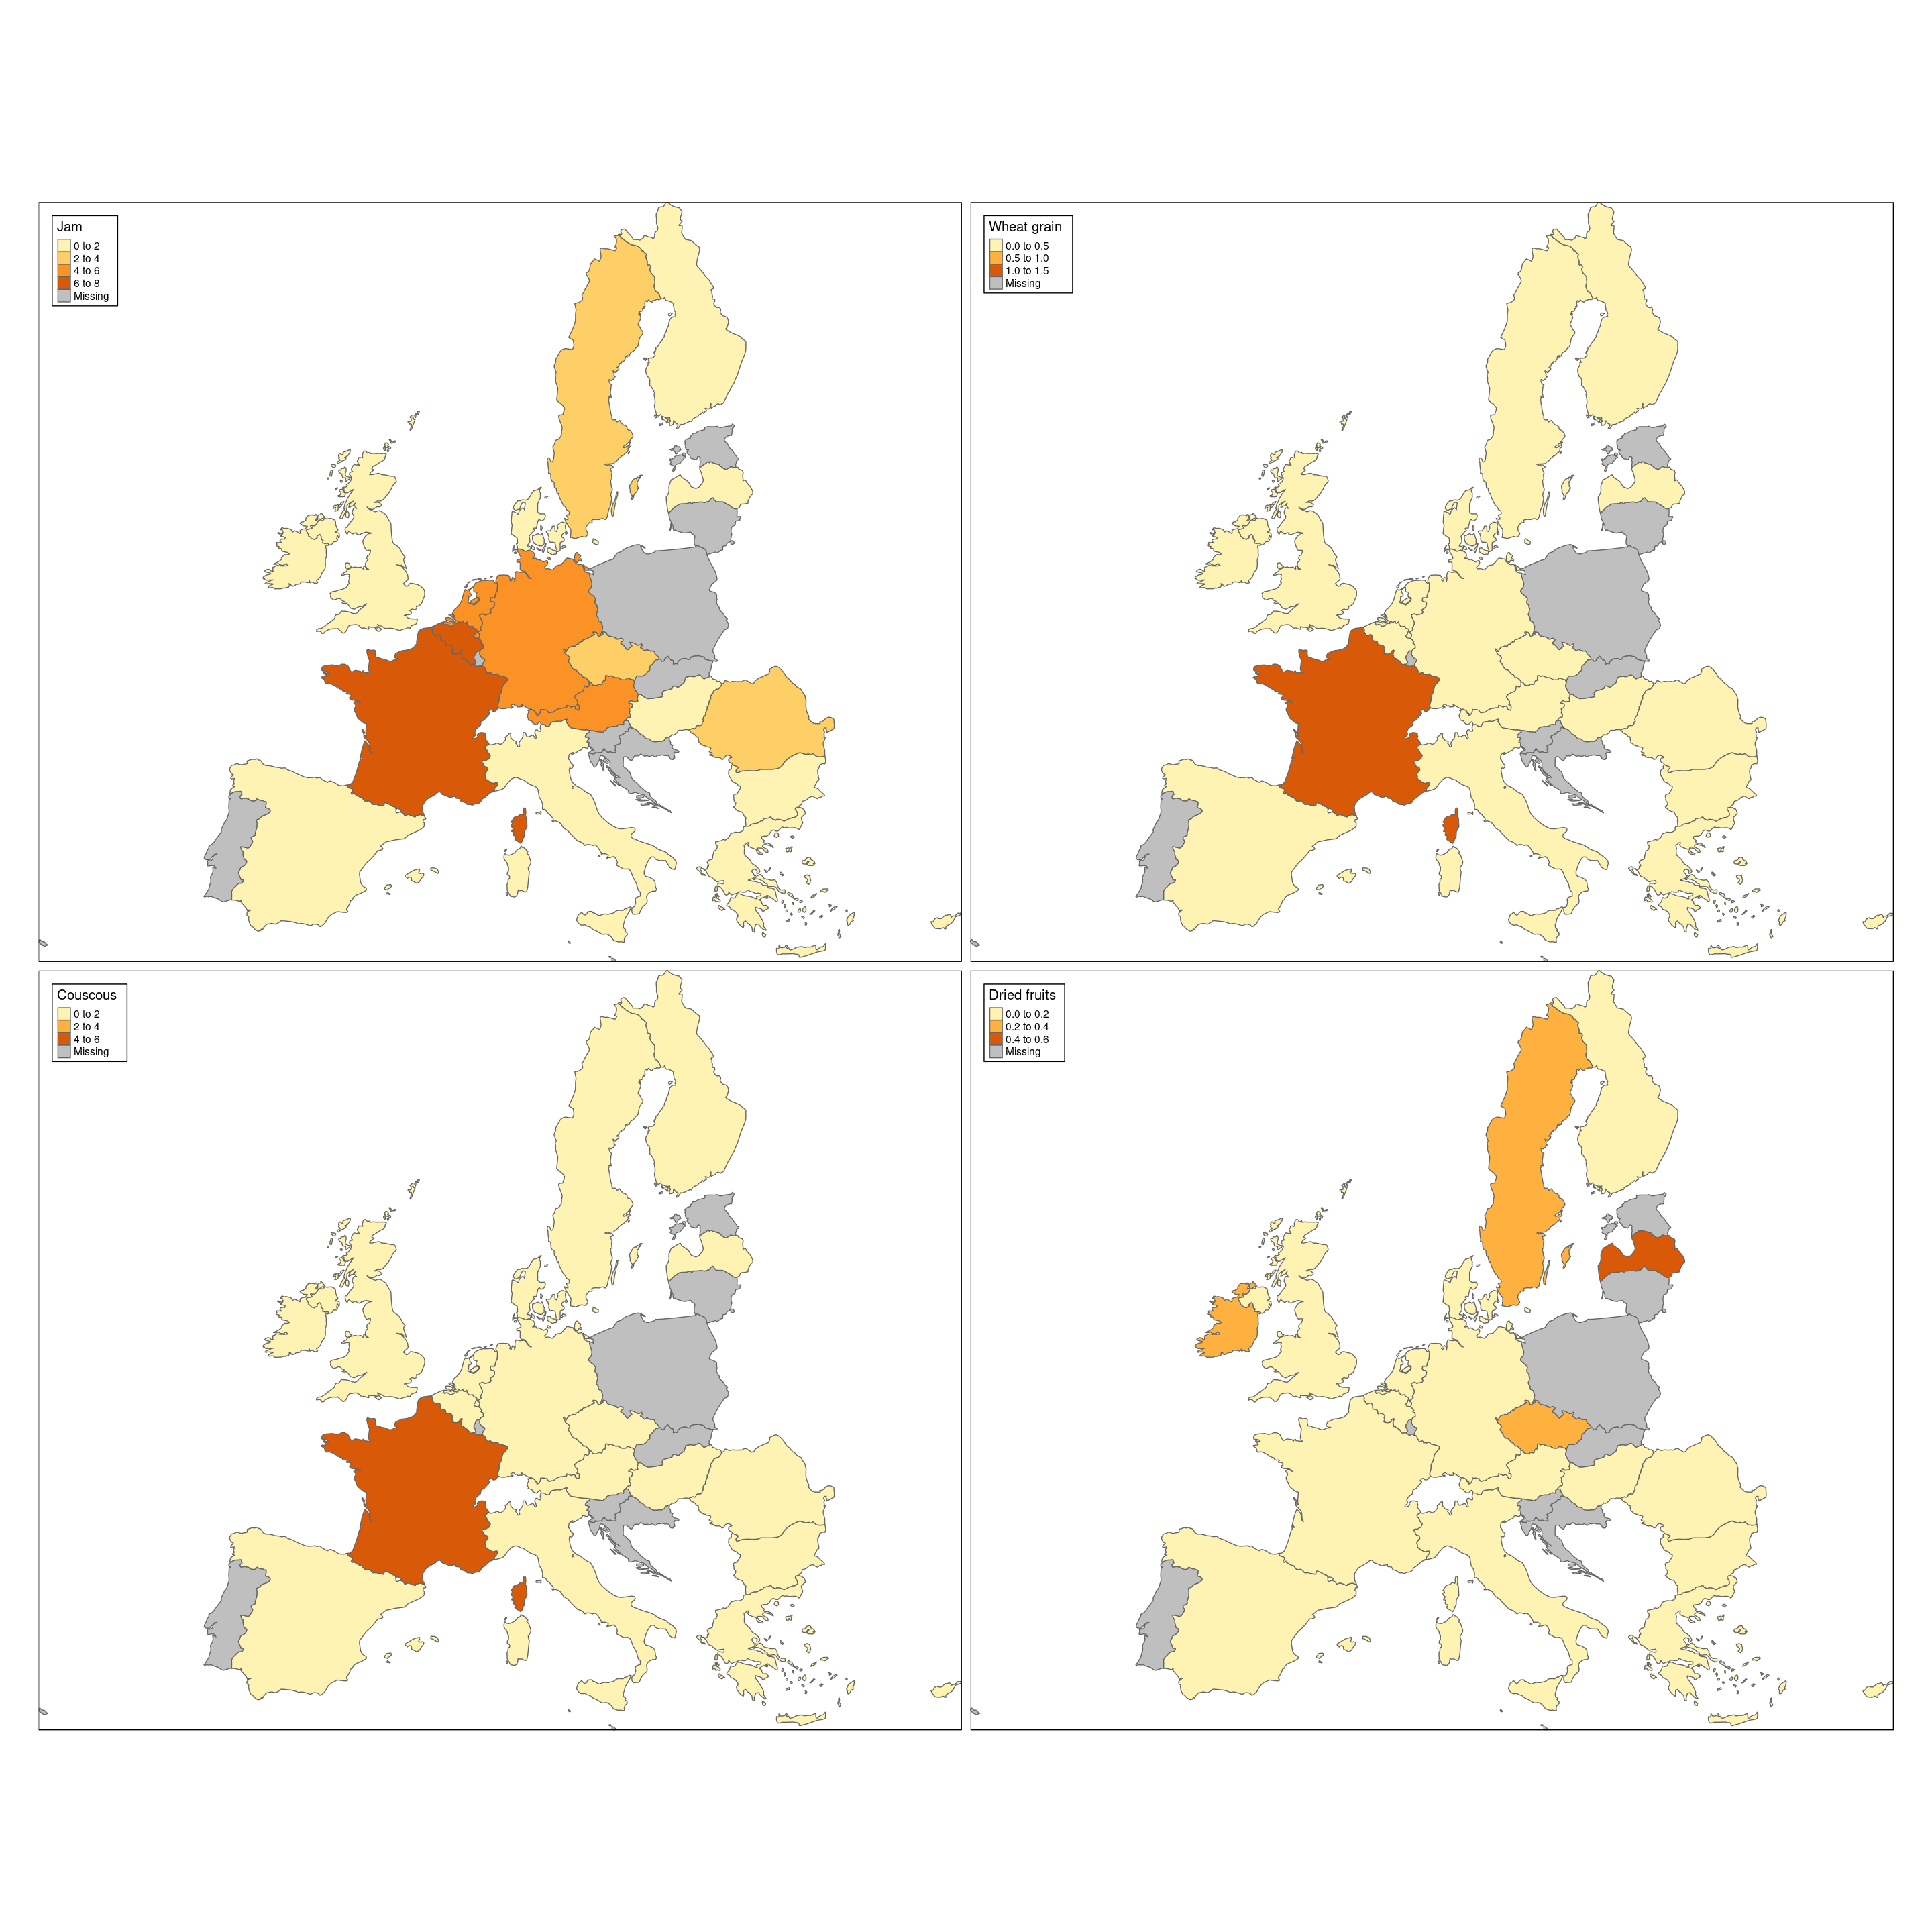 Jam
0 to 2
2 to 4
4 to 6
6 to 8
Missing
Wheat grain
0.0 to 0.5
0.5 to 1.0
1.0 to 1.5
Missing
Couscous
0 to 2
2 to 4
4 to 6
Missing
Dried fruits
0.0 to 0.2
0.2 to 0.4
0.4 to 0.6
Missing